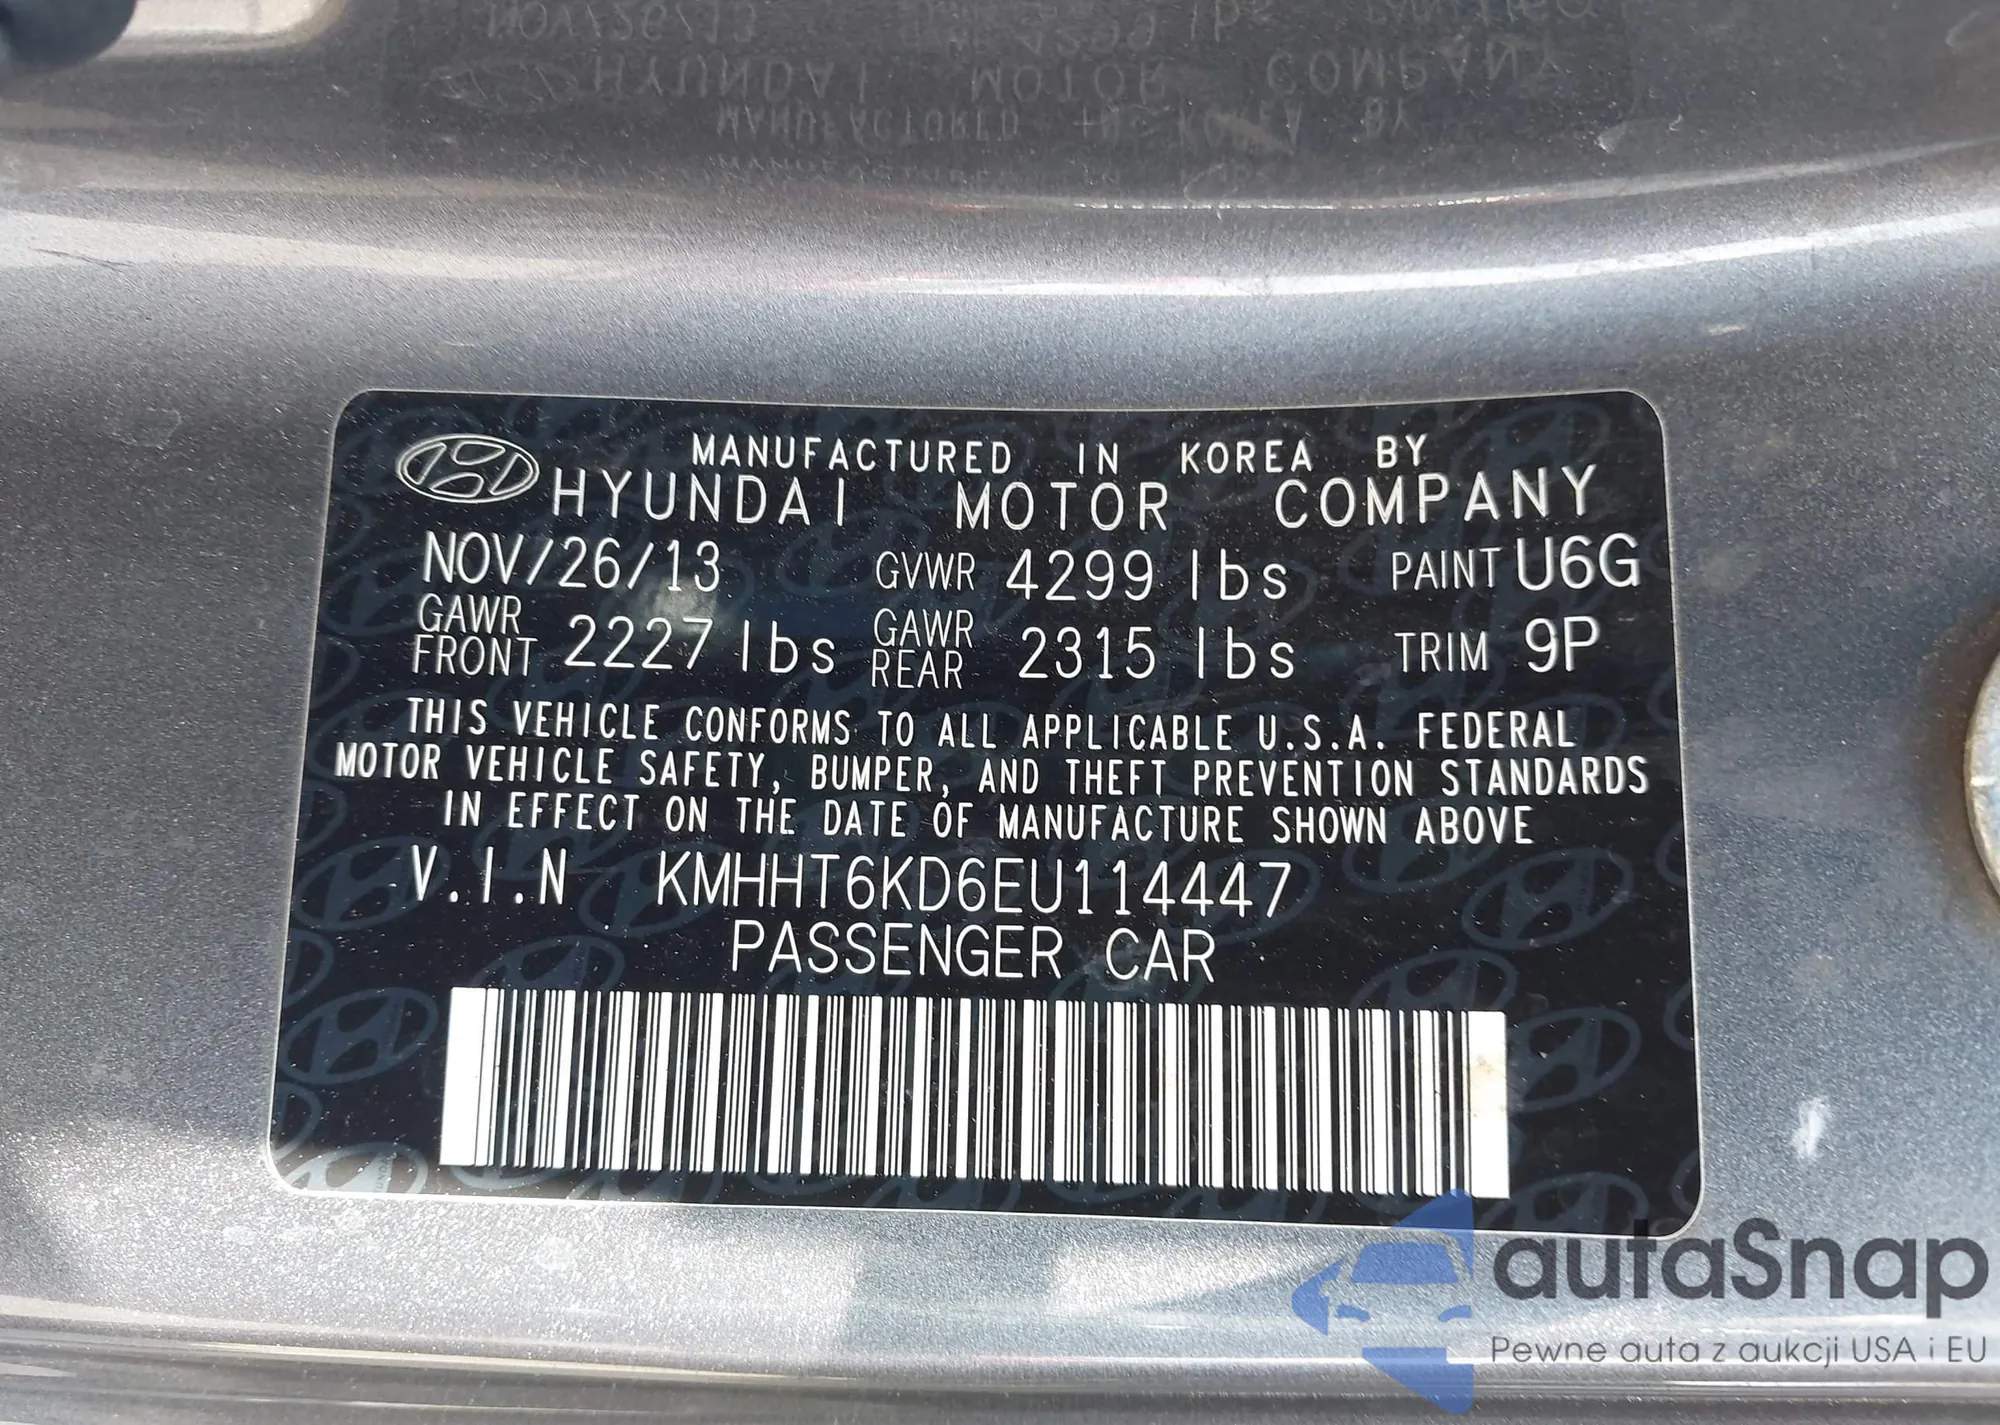 MANUFACTURED IN KOREA BY
HYUNDAI MOTOR COMPANY
NOV/26/13 GVWR 4299 lbs PAINT U6G
GAWR FRONT 2227 lbs GAWR REAR 2315 lbs TRIM 9P
THIS VEHICLE CONFORMS TO ALL APPLICABLE U.S.A. FEDERAL
MOTOR VEHICLE SAFETY, BUMPER, AND THEFT PREVENTION STANDARDS
IN EFFECT ON THE DATE OF MANUFACTURE SHOWN ABOVE
V.I.N KMHHT6KD6EU114447
PASSENGER CAR
autaSnap
Pewne auta z aukcji USA i EU